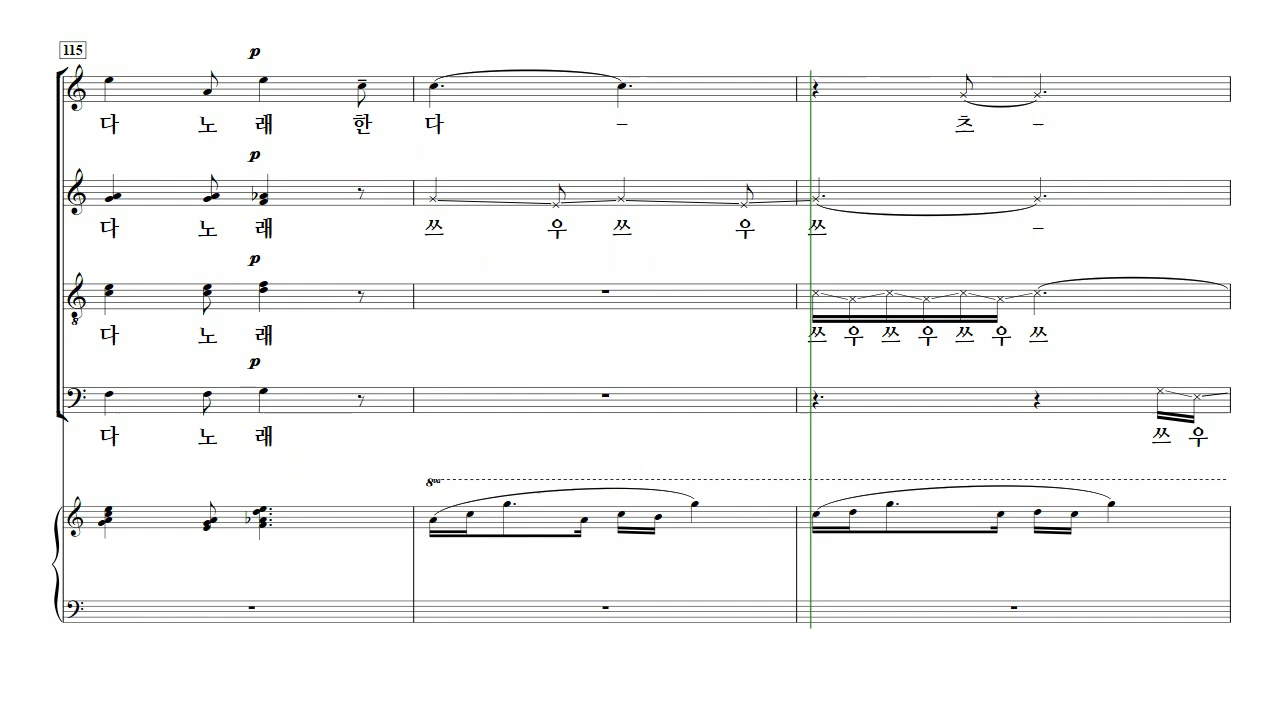 115
p
다 노 래 한 다 – 츠 –
p
다 노 래 쓰 우 쓰 우 쓰 –
p
다 노 래 쓰 우 쓰 우 쓰 우 쓰
8
p
다 노 래 쓰 우
8va